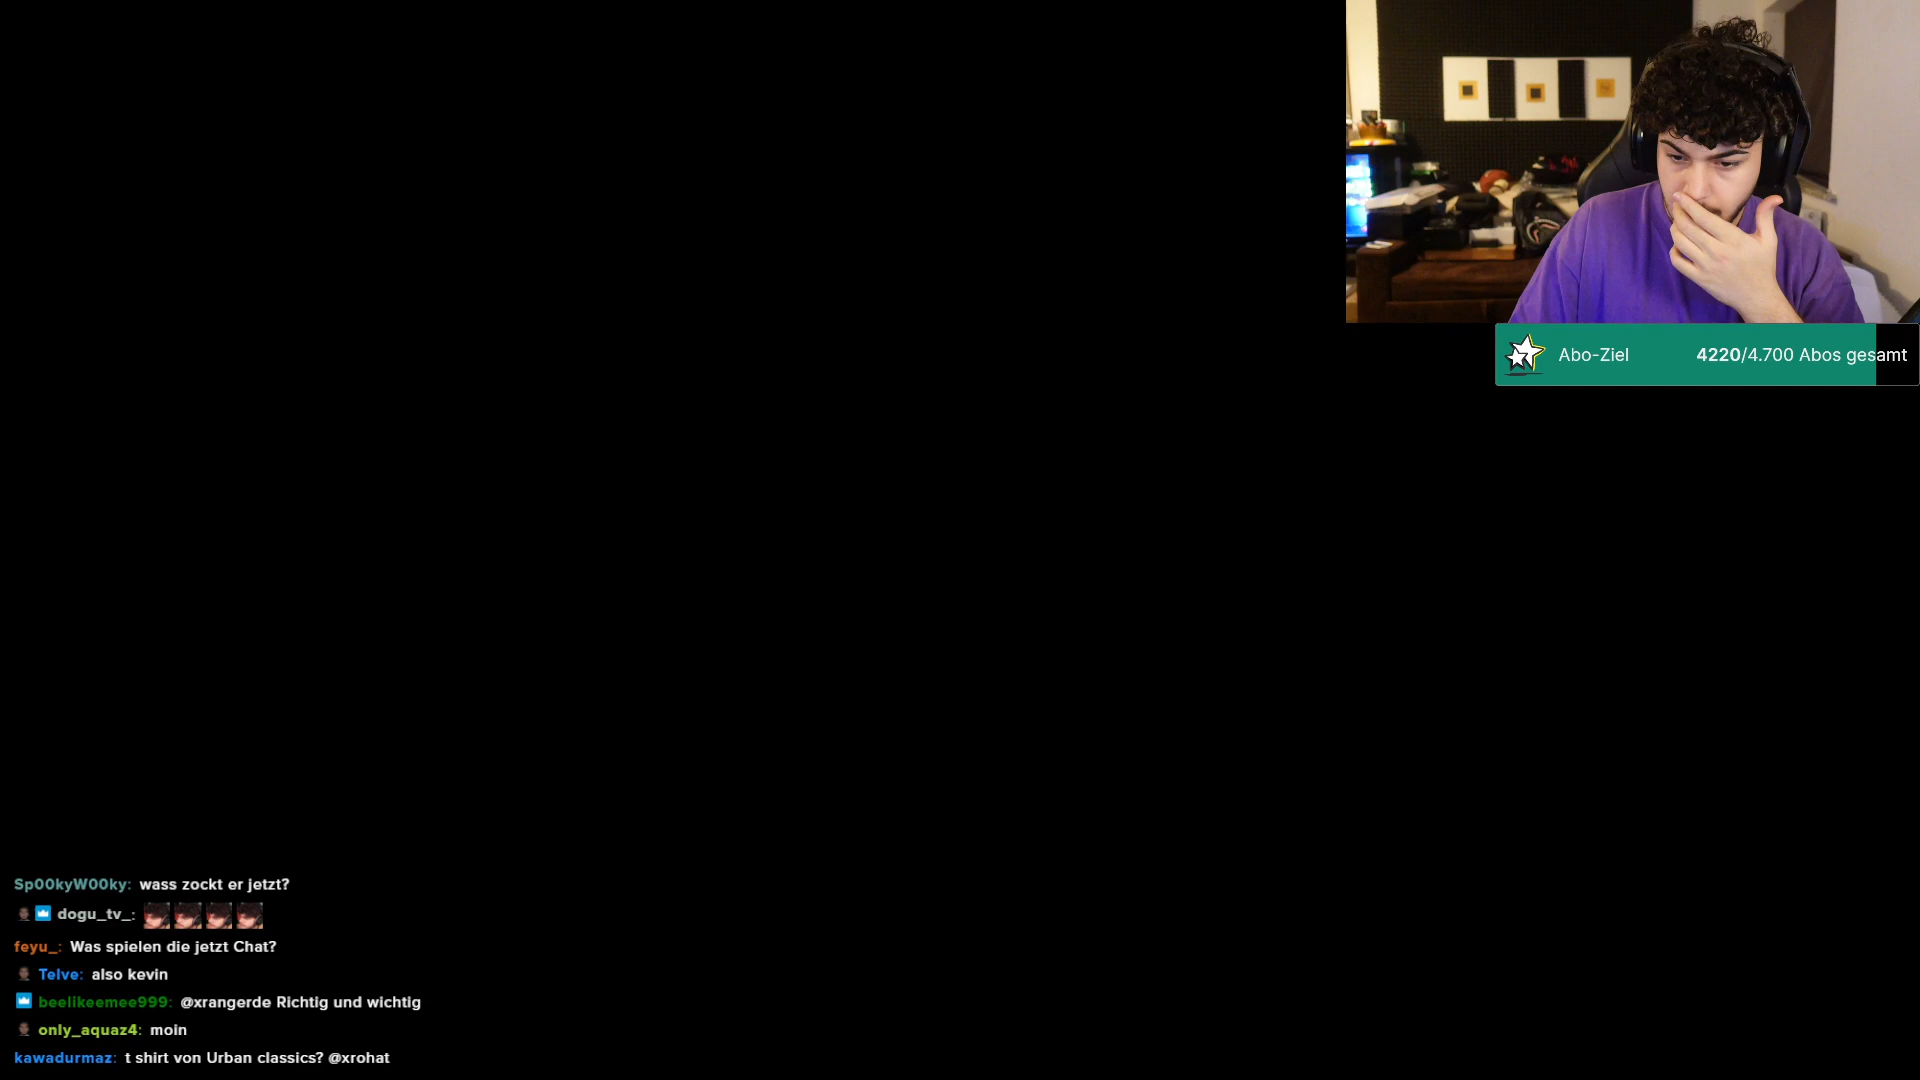 Abo-Ziel 4220/4.700 Abos gesamt
Sp00kyW00ky: wass zockt er jetzt?
dogu_tv_:
feyu_: Was spielen die jetzt Chat?
Telve: also kevin
beelikeemee999: @xrangerde Richtig und wichtig
only_aquaz4: moin
kawadurmaz: t shirt von Urban classics? @xrohat